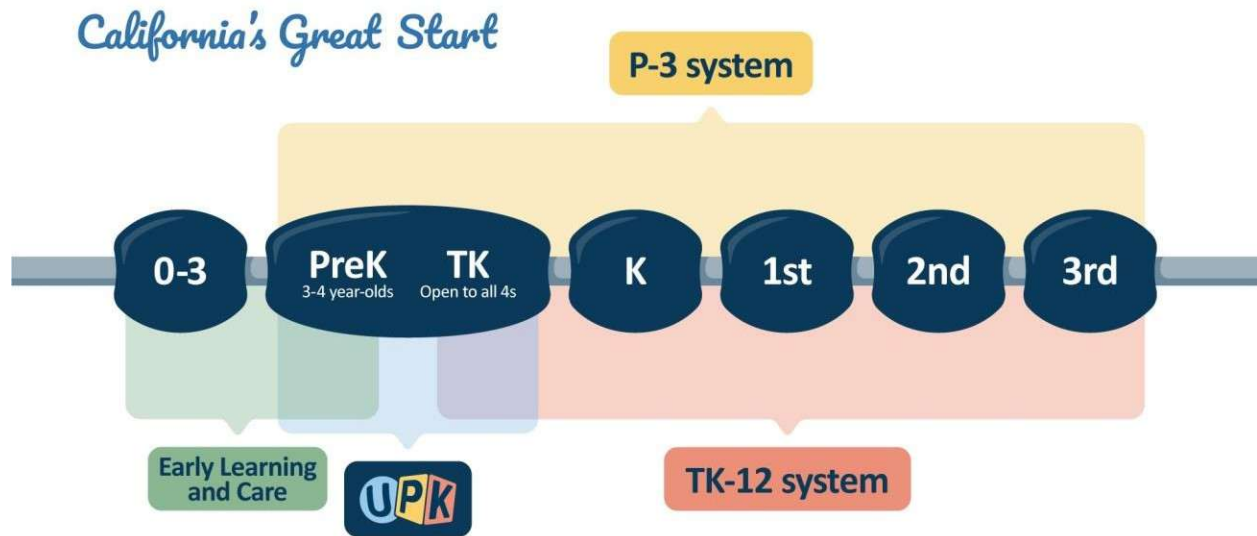 California's Great Start
P-3 system
0-3
PreK
3-4 year-olds
TK
Open to all 4s
K
1st
2nd
3rd
Early Learning
and Care
UPK
TK-12 system